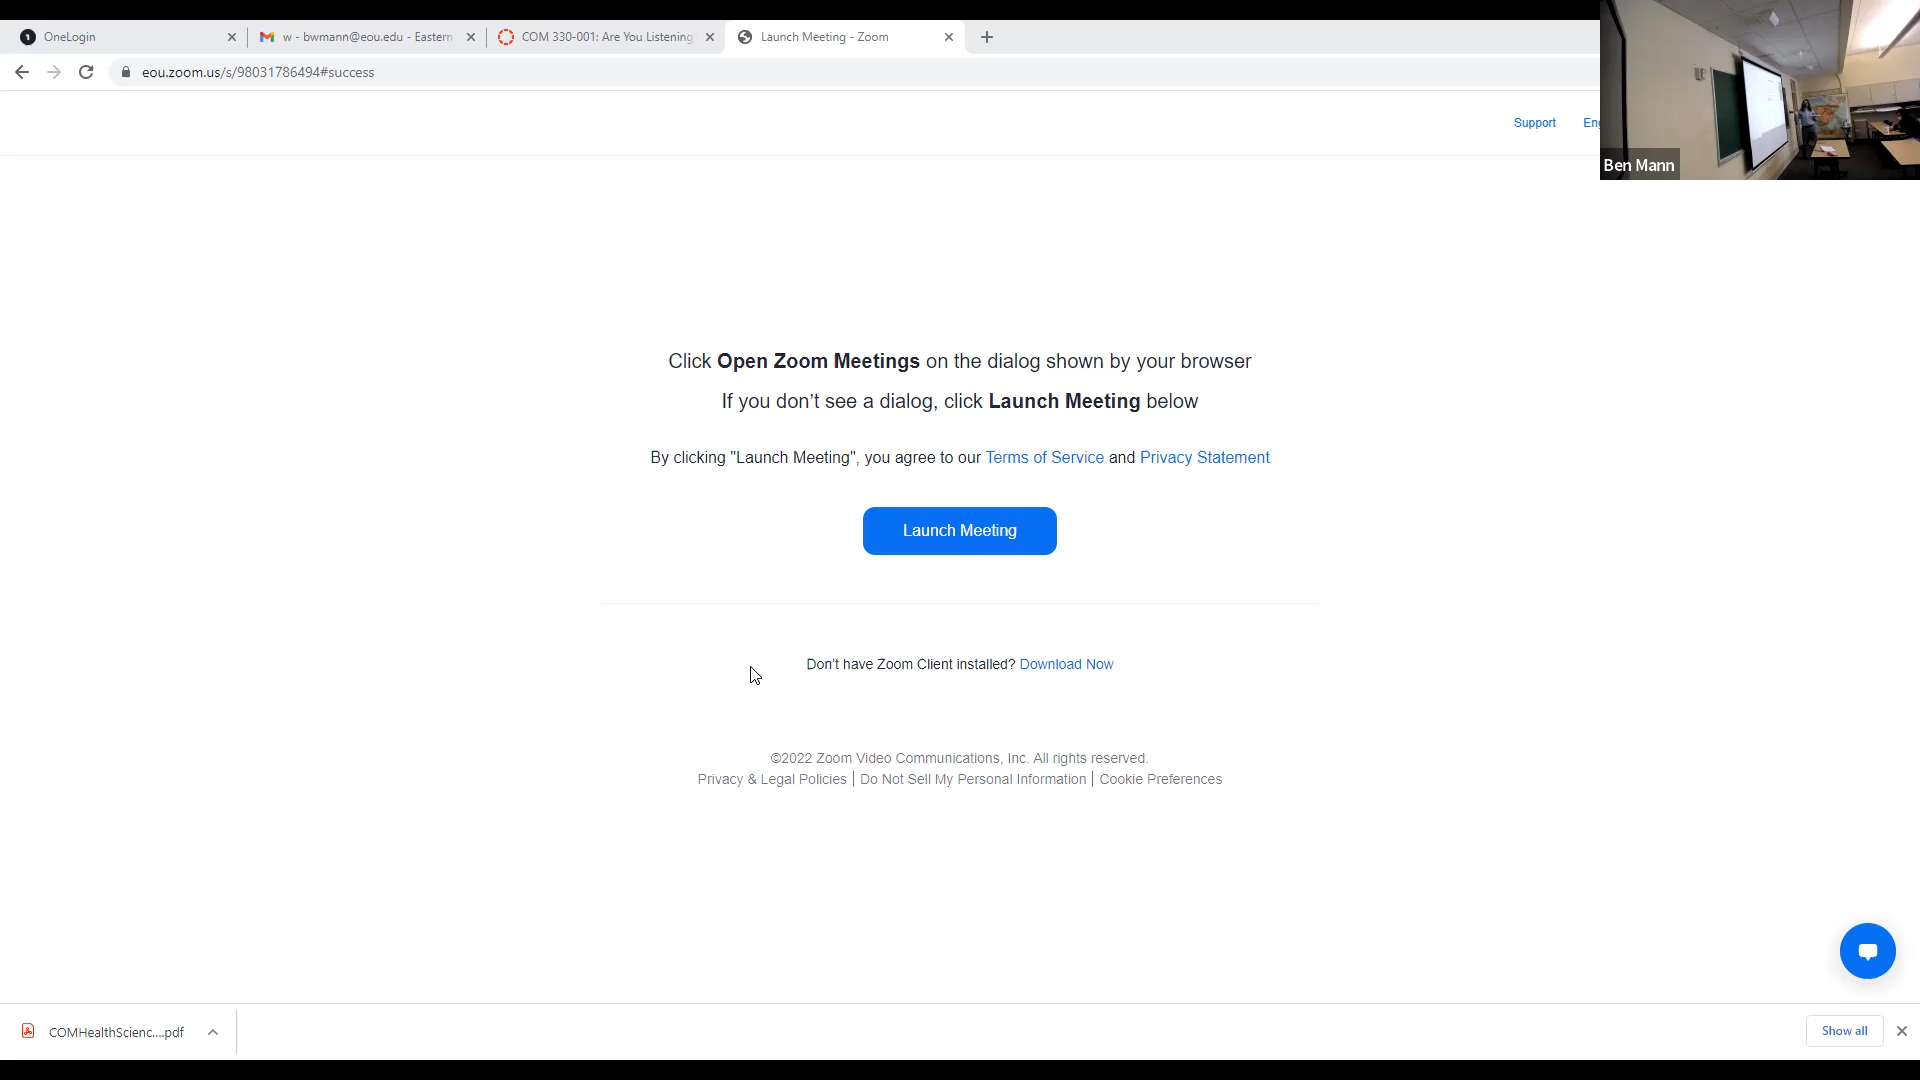 OneLogin
w - bwmann@eou.edu - Eastern
COM 330-001: Are You Listening
Launch Meeting - Zoom
eou.zoom.us/s/98031786494#success
Support
Eng
Ben Mann
Click Open Zoom Meetings on the dialog shown by your browser
If you don’t see a dialog, click Launch Meeting below
By clicking "Launch Meeting", you agree to our Terms of Service and Privacy Statement
Launch Meeting
Don’t have Zoom Client installed? Download Now
©2022 Zoom Video Communications, Inc. All rights reserved.
Privacy & Legal Policies | Do Not Sell My Personal Information | Cookie Preferences
COMHealthScienc....pdf
Show all